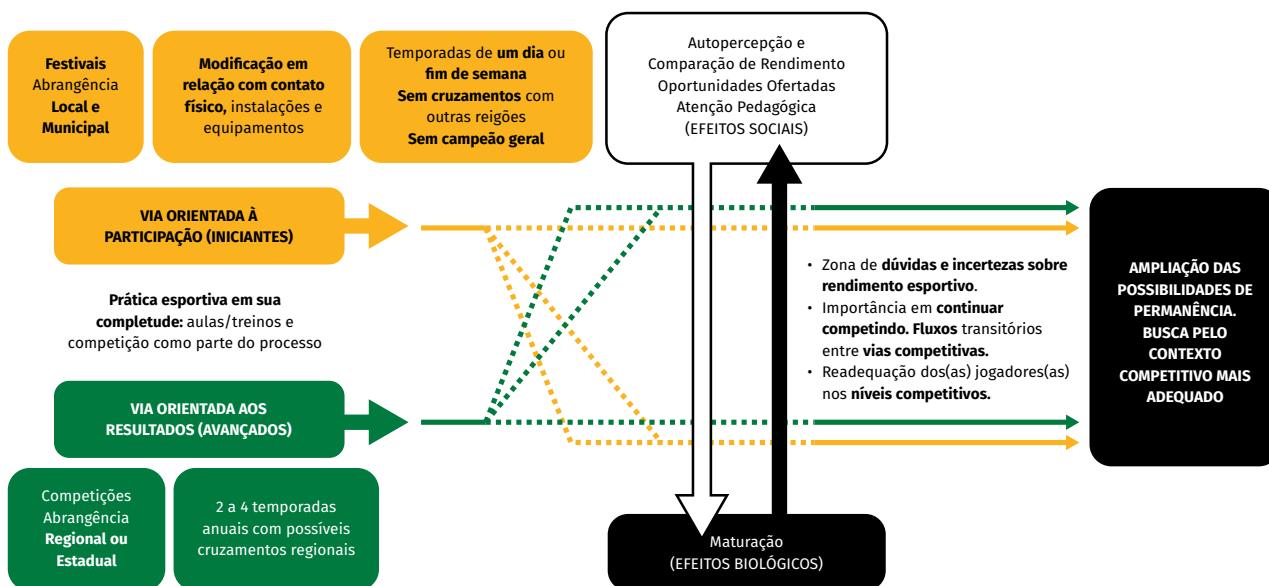 Festivais
Abrangência
Local e
Municipal
Modificação em
relação com contato
físico, instalações e
equipamentos
Temporadas de um dia ou
fim de semana
Sem cruzamentos com
outras reigões
Sem campeão geral
Autopercepção e
Comparação de Rendimento
Oportunidades Ofertadas
Atenção Pedagógica
(EFEITOS SOCIAIS)
VIA ORIENTADA À
PARTICIPAÇÃO (INICIANTES)
Prática esportiva em sua
completude: aulas/treinos e
competição como parte do processo
VIA ORIENTADA AOS
RESULTADOS (AVANÇADOS)
• Zona de dúvidas e incertezas sobre
rendimento esportivo.
• Importância em continuar
competindo. Fluxos transitórios
entre vias competitivas.
• Readequação dos(as) jogadores(as)
nos níveis competitivos.
AMPLIAÇÃO DAS
POSSIBILIDADES DE
PERMANÊNCIA.
BUSCA PELO
CONTEXTO
COMPETITIVO MAIS
ADEQUADO
Competições
Abrangência
Regional ou
Estadual
2 a 4 temporadas
anuais com possíveis
cruzamentos regionais
Maturação
(EFEITOS BIOLÓGICOS)